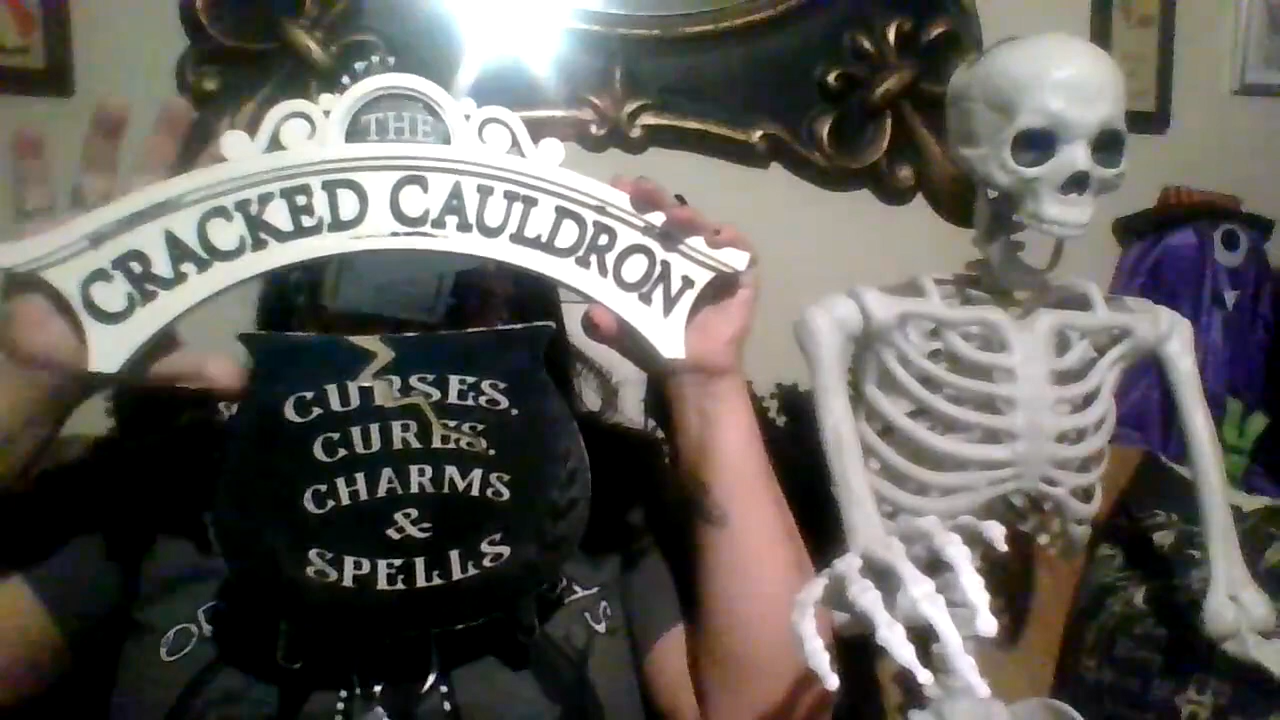 THE
CRACKED CAULDRON
CURSES,
CURES,
CHARMS
&
SPELLS